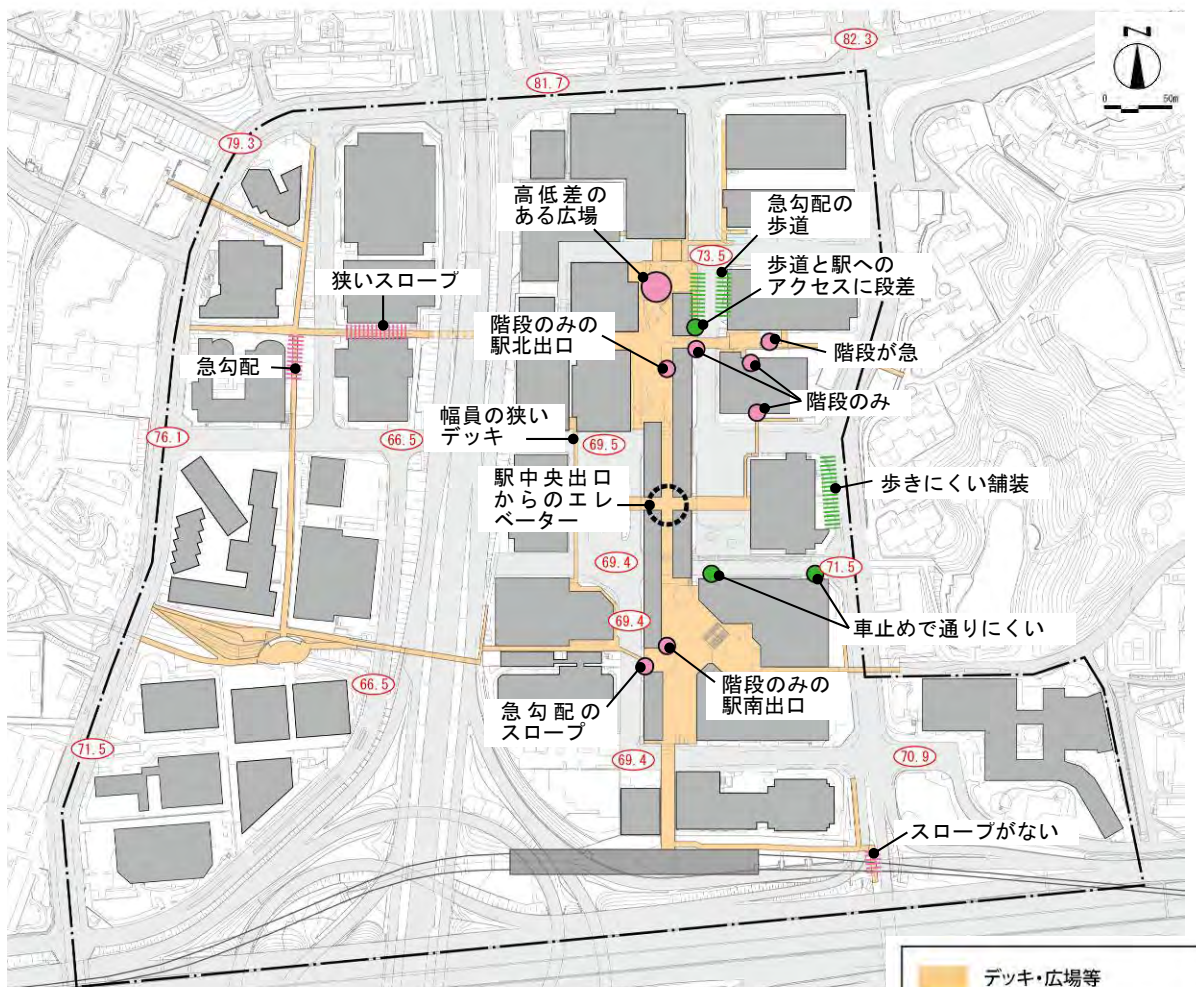 82.3
81.7
79.3
Z
0
50m
高低差の
ある広場
急勾配の
歩道
73.5
歩道と駅への
アクセスに段差
狭いスロープ
階段のみの
駅北出口
階段が急
急勾配
階段のみ
幅員の狭い
デッキ
76.1
66.5
69.5
駅中央出口
からのエレ
ベーター
歩きにくい舗装
69.4
71.5
69.4
車止めで通りにくい
66.5
急勾配の
スロープ
階段のみの
駅南出口
71.5
69.4
70.9
スロープがない
デッキ・広場等